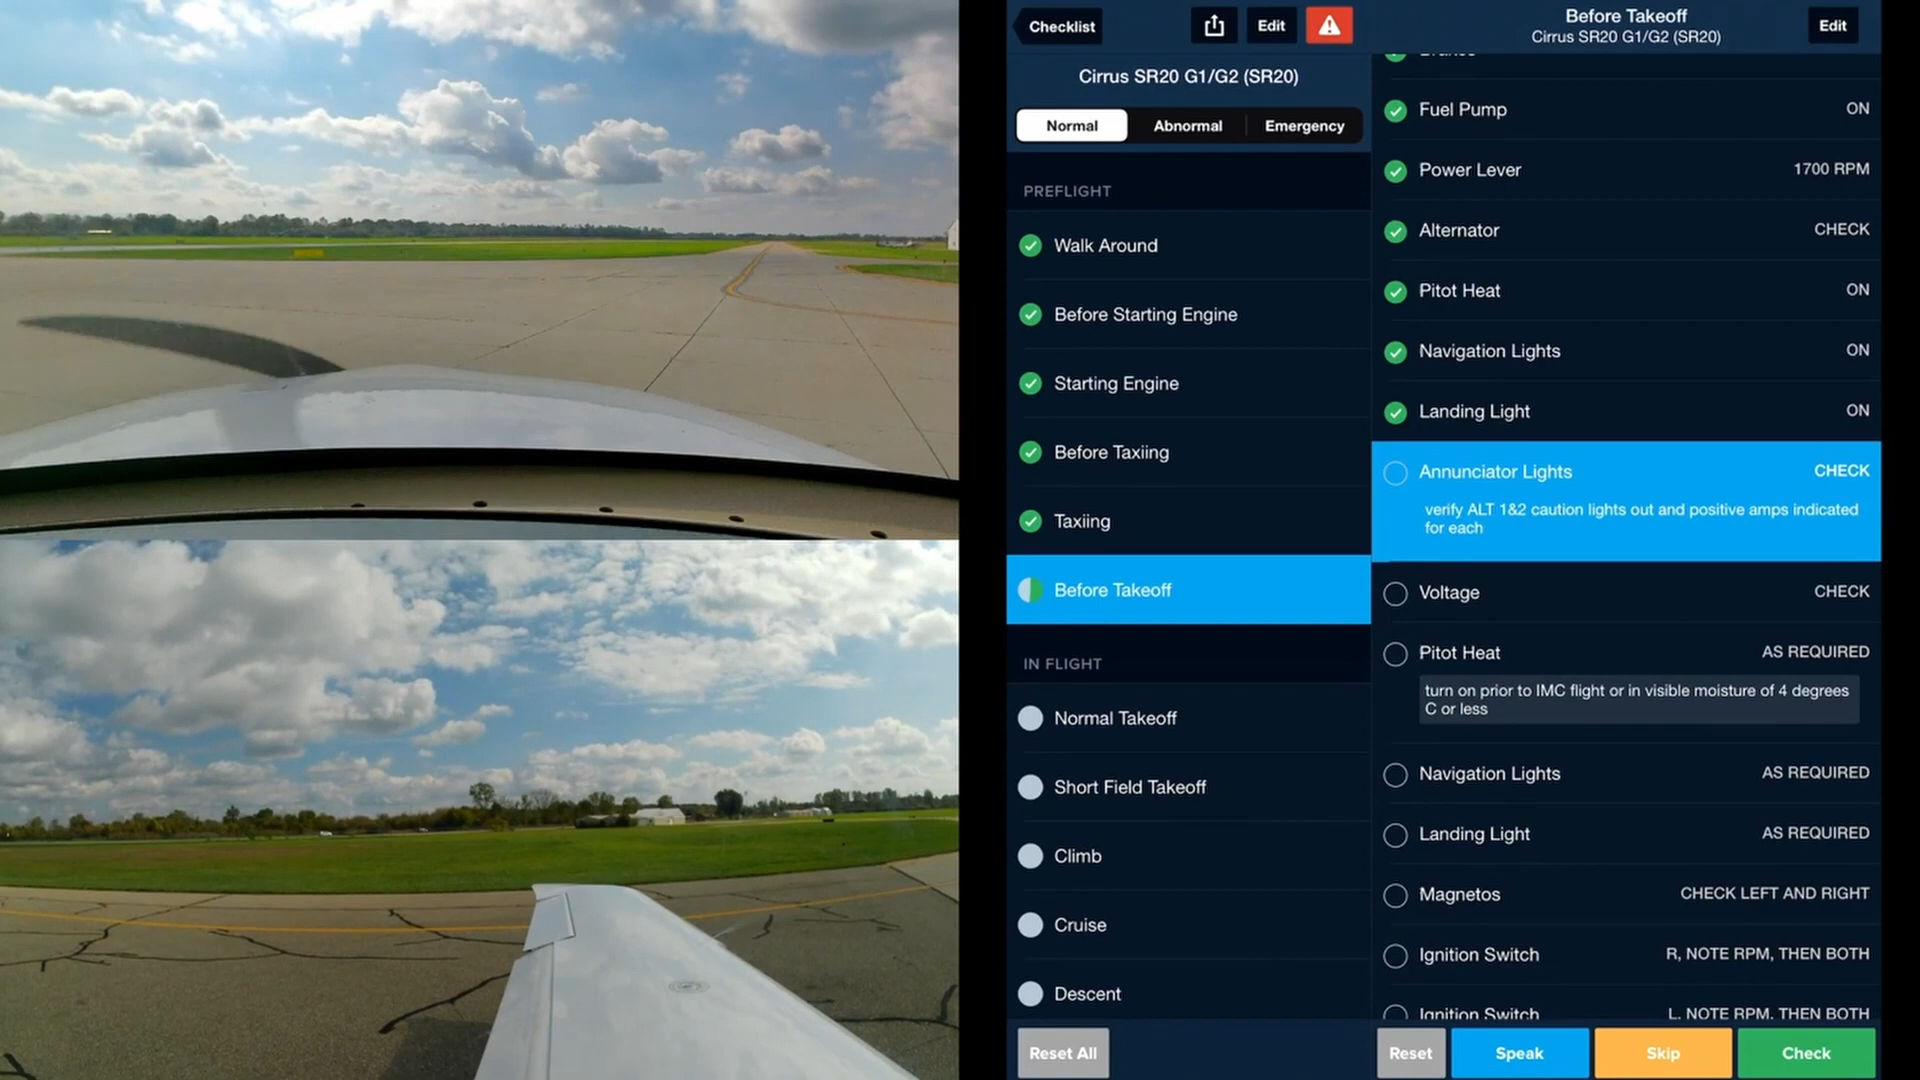 Checklist
Edit
Cirrus SR20 G1/G2 (SR20)
Normal
Abnormal
Emergency
PREFLIGHT
Walk Around
Before Starting Engine
Starting Engine
Before Taxiing
Taxiing
Before Takeoff
IN FLIGHT
Normal Takeoff
Short Field Takeoff
Climb
Cruise
Descent
Reset All
Before Takeoff
Cirrus SR20 G1/G2 (SR20)
Edit
Fuel Pump ON
Power Lever 1700 RPM
Alternator CHECK
Pitot Heat ON
Navigation Lights ON
Landing Light ON
Annunciator Lights CHECK
verify ALT 1&2 caution lights out and positive amps indicated
for each
Voltage CHECK
Pitot Heat AS REQUIRED
turn on prior to IMC flight or in visible moisture of 4 degrees
C or less
Navigation Lights AS REQUIRED
Landing Light AS REQUIRED
Magnetos CHECK LEFT AND RIGHT
Ignition Switch R, NOTE RPM, THEN BOTH
Ignition Switch L, NOTE RPM, THEN BOTH
Reset
Speak
Skip
Check